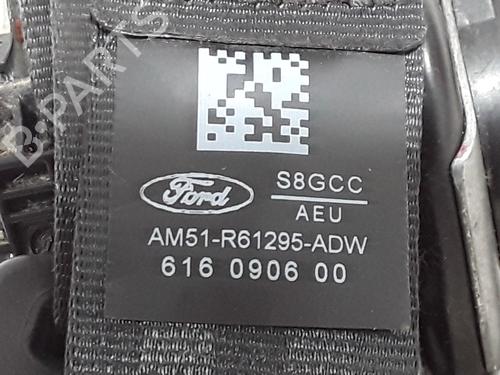 B-PARTS
Ford
S8GCC
AEU
AM51-R61295-ADW
616 0906 00